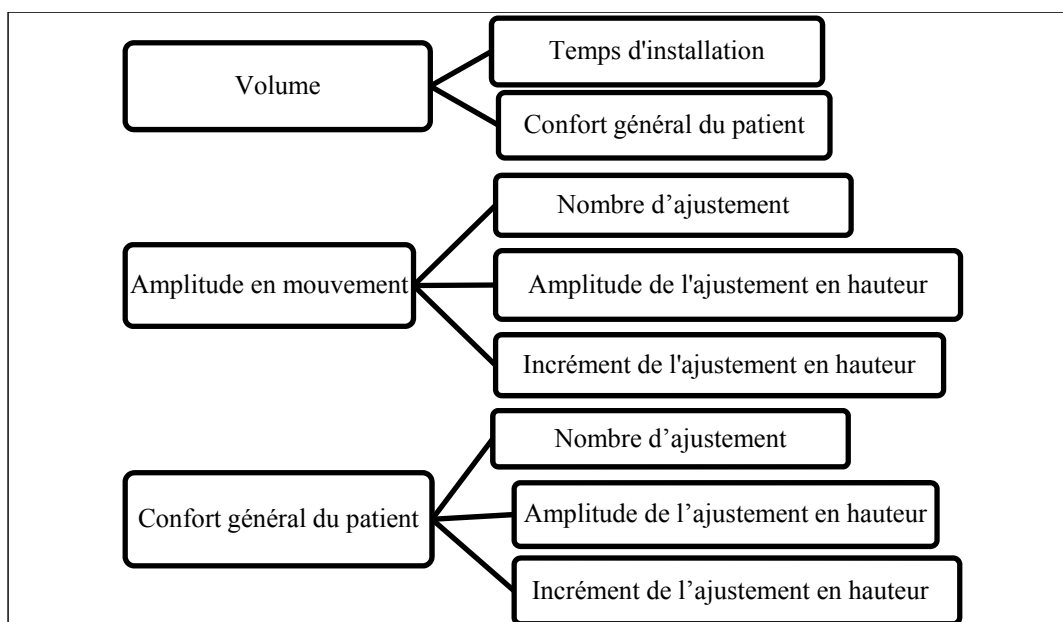 Volume
Temps d'installation
Confort général du patient
Amplitude en mouvement
Nombre d’ajustement
Amplitude de l'ajustement en hauteur
Incrément de l'ajustement en hauteur
Confort général du patient
Nombre d’ajustement
Amplitude de l’ajustement en hauteur
Incrément de l’ajustement en hauteur